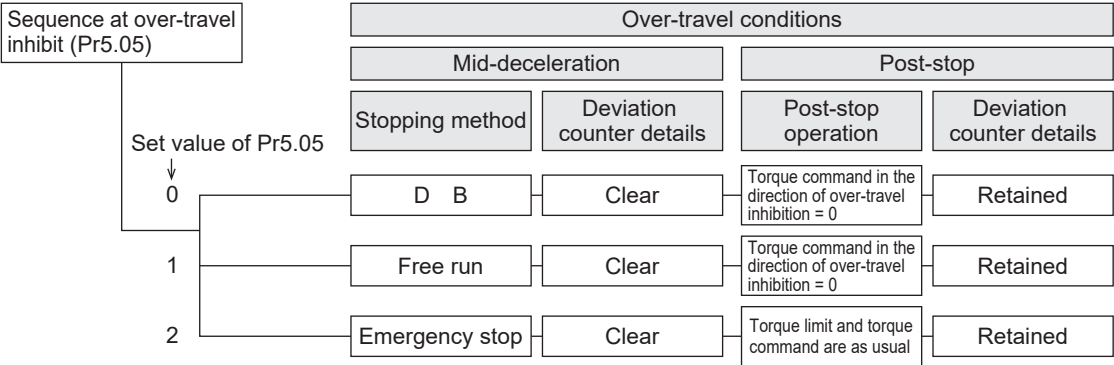 Sequence at over-travel
inhibit (Pr5.05)
Over-travel conditions
Mid-deceleration
Post-stop
Stopping method
Deviation
counter details
Post-stop
operation
Deviation
counter details
Set value of Pr5.05
0
D B
Clear
Torque command in the
direction of over-travel
inhibition = 0
Retained
1
Free run
Clear
Torque command in the
direction of over-travel
inhibition = 0
Retained
2
Emergency stop
Clear
Torque limit and torque
command are as usual
Retained